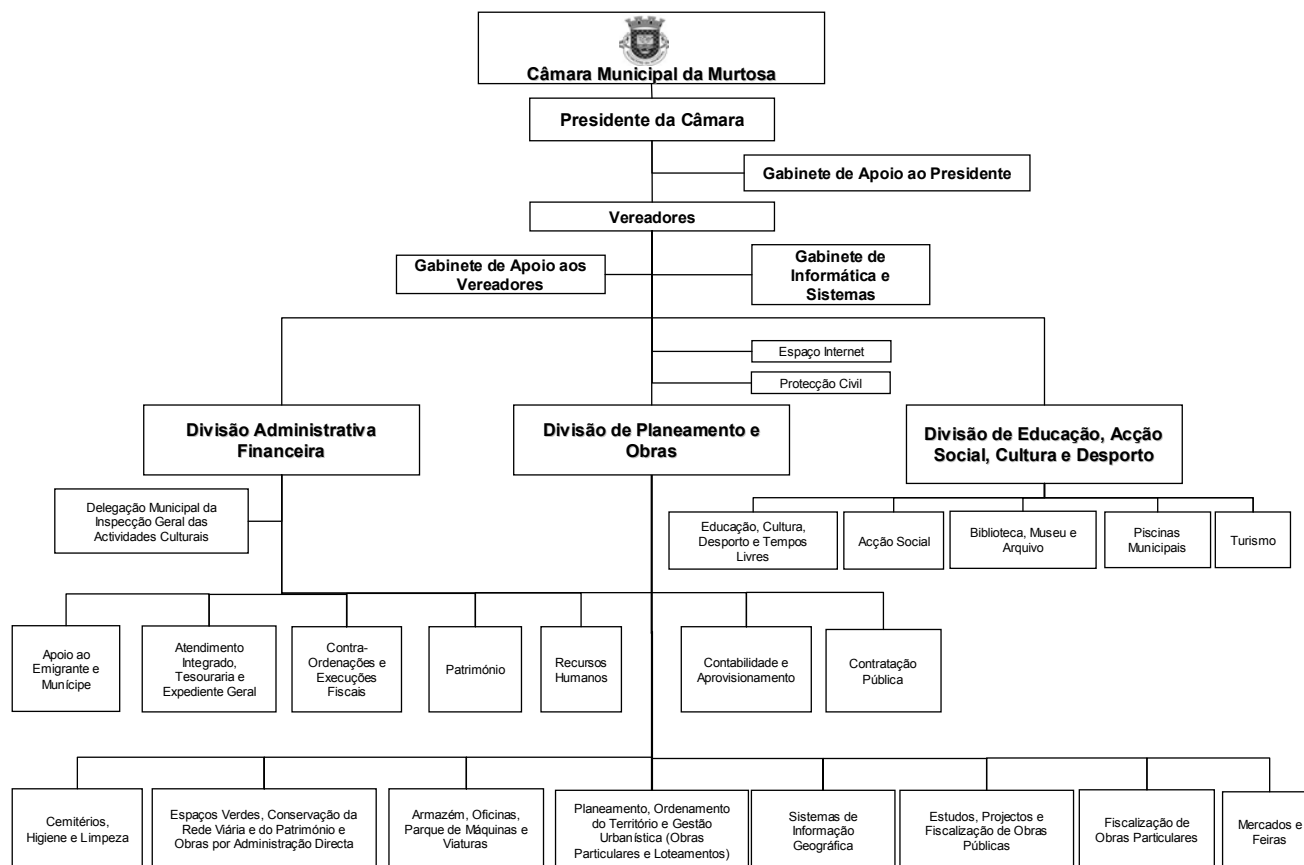 Câmara Municipal da Murtosa
Presidente da Câmara
Gabinete de Apoio ao Presidente
Vereadores
Gabinete de Apoio aos
Vereadores
Gabinete de
Informática e
Sistemas
Espaço Internet
Protecção Civil
Divisão Administrativa
Financeira
Divisão de Planeamento e
Obras
Divisão de Educação, Acção
Social, Cultura e Desporto
Delegação Municipal da
Inspecção Geral das
Actividades Culturais
Educação, Cultura,
Desporto e Tempos
Livres
Acção Social
Biblioteca, Museu e
Arquivo
Piscinas
Municipais
Turismo
Apoio ao
Emigrante e
Munícipe
Atendimento
Integrado,
Tesouraria e
Expediente Geral
Contra-
Ordenações e
Execuções
Fiscais
Património
Recursos
Humanos
Contabilidade e
Aprovisionamento
Contratação
Pública
Cemitérios,
Higiene e Limpeza
Espaços Verdes, Conservação da
Rede Viária e do Património e
Obras por Administração Directa
Armazém, Oficinas,
Parque de Máquinas e
Viaturas
Planeamento, Ordenamento
do Território e Gestão
Urbanística (Obras
Particulares e Loteamentos)
Sistemas de
Informação
Geográfica
Estudos, Projectos e
Fiscalização de Obras
Públicas
Fiscalização de
Obras Particulares
Mercados e
Feiras